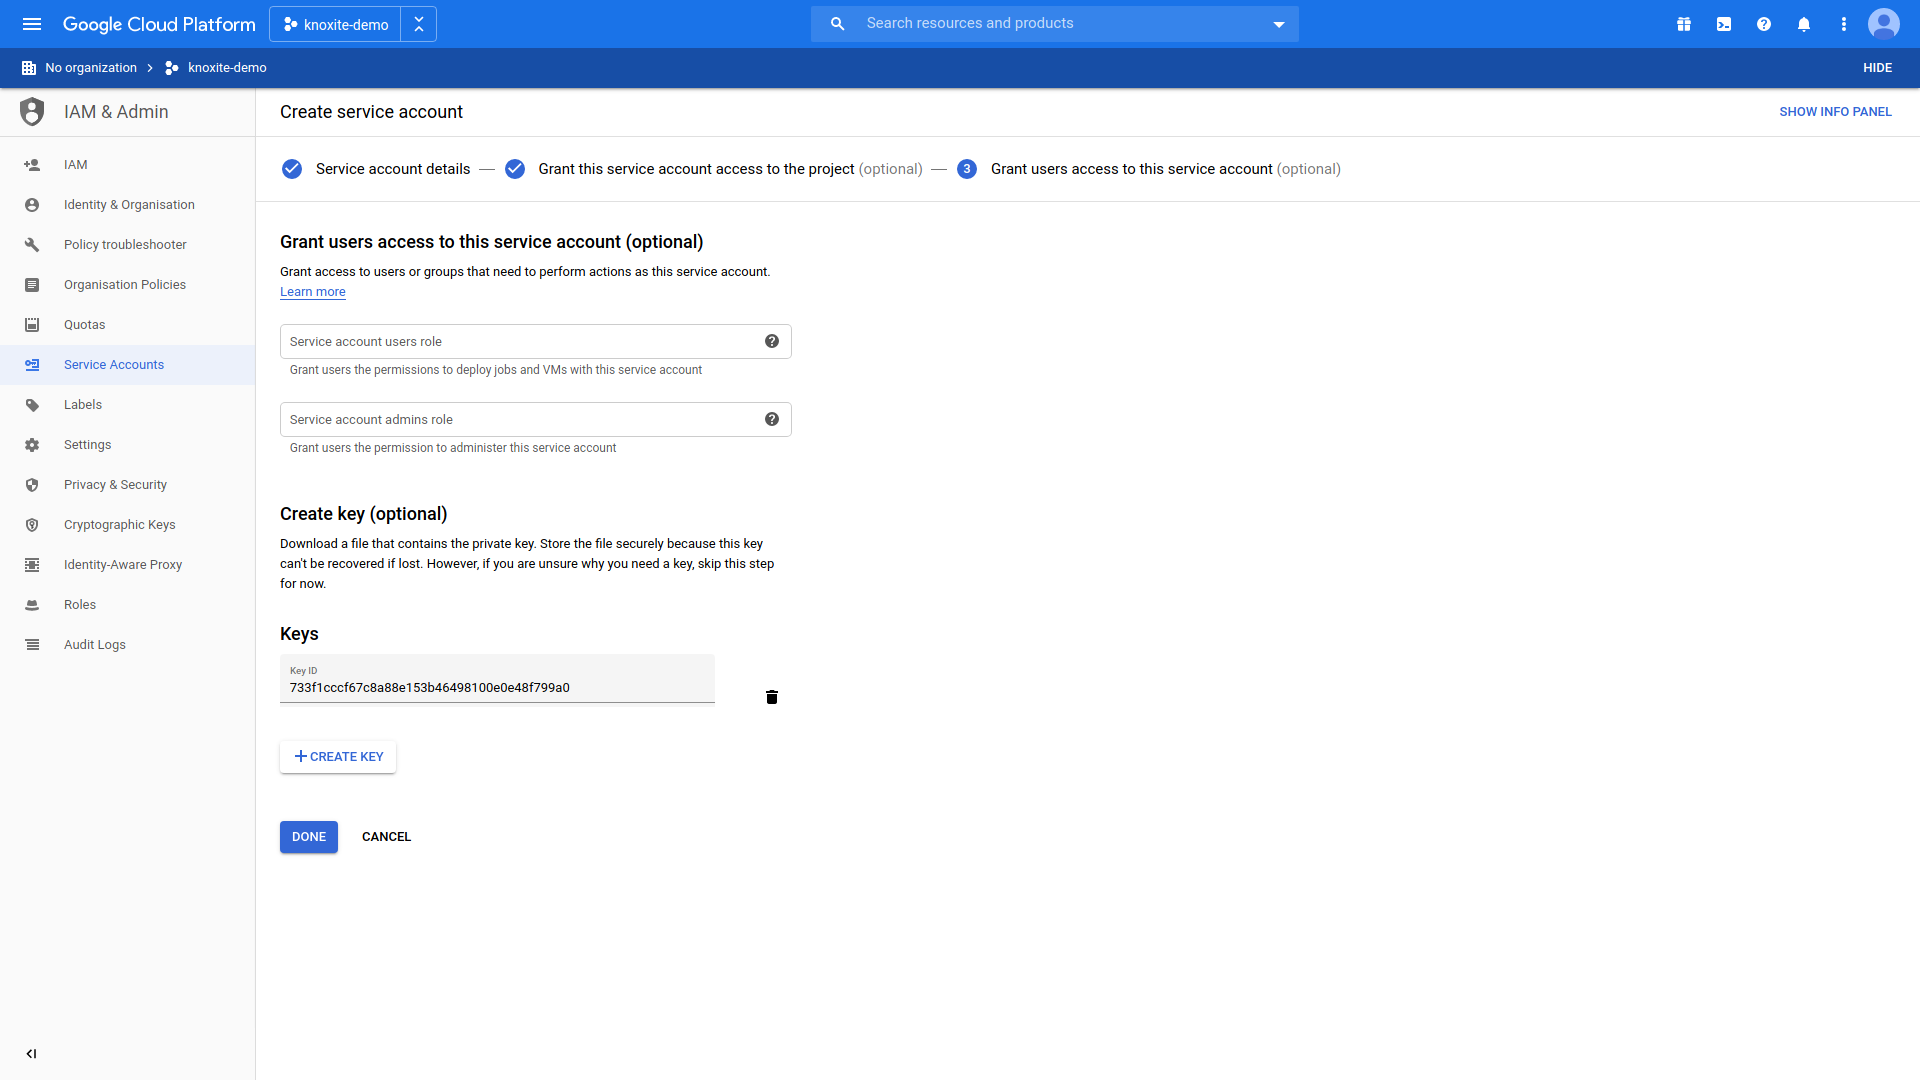 Google Cloud Platform
knoxite-demo
Search resources and products
No organization
knoxite-demo
HIDE
IAM & Admin
IAM
Identity & Organisation
Policy troubleshooter
Organisation Policies
Quotas
Service Accounts
Labels
Settings
Privacy & Security
Cryptographic Keys
Identity-Aware Proxy
Roles
Audit Logs
Create service account
SHOW INFO PANEL
Service account details — Grant this service account access to the project (optional) — 3 Grant users access to this service account (optional)
Grant users access to this service account (optional)
Grant access to users or groups that need to perform actions as this service account.
Learn more
Service account users role
Grant users the permissions to deploy jobs and VMs with this service account
Service account admins role
Grant users the permission to administer this service account
Create key (optional)
Download a file that contains the private key. Store the file securely because this key
can't be recovered if lost. However, if you are unsure why you need a key, skip this step
for now.
Keys
Key ID
733f1cccf67c8a88e153b46498100e0e48f799a0
CREATE KEY
DONE
CANCEL